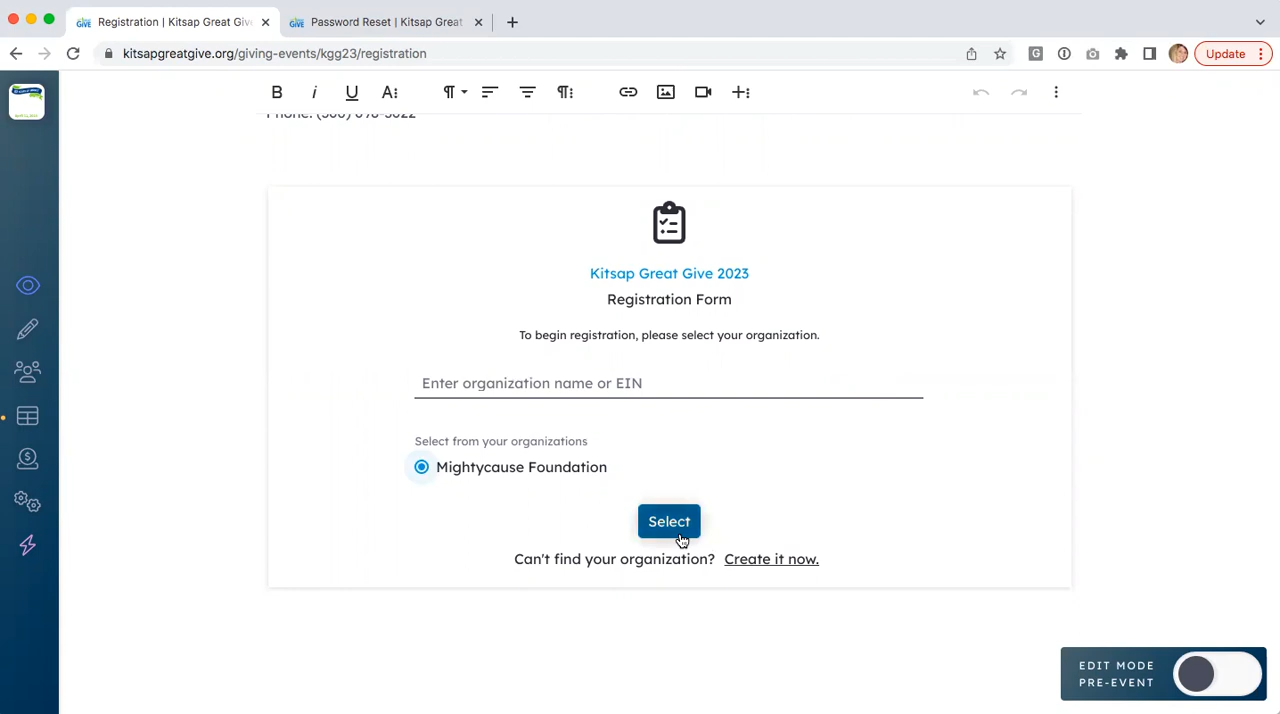 Registration | Kitsap Great Giv
Password Reset | Kitsap Great
kitsapgreatgive.org/giving-events/kgg23/registration
Update
B i U A
Kitsap Great Give 2023
Registration Form
To begin registration, please select your organization.
Enter organization name or EIN
Select from your organizations
Mightycause Foundation
Select
Can't find your organization? Create it now.
EDIT MODE
PRE-EVENT